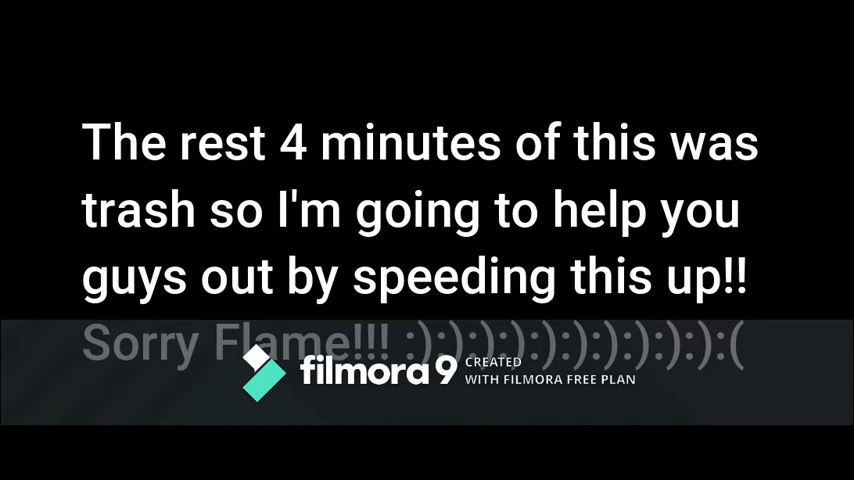 The rest 4 minutes of this was
trash so I'm going to help you
guys out by speeding this up!!
Sorry Flame!!! :):):):):):):):):):):(
filmora 9 CREATED
WITH FILMORA FREE PLAN